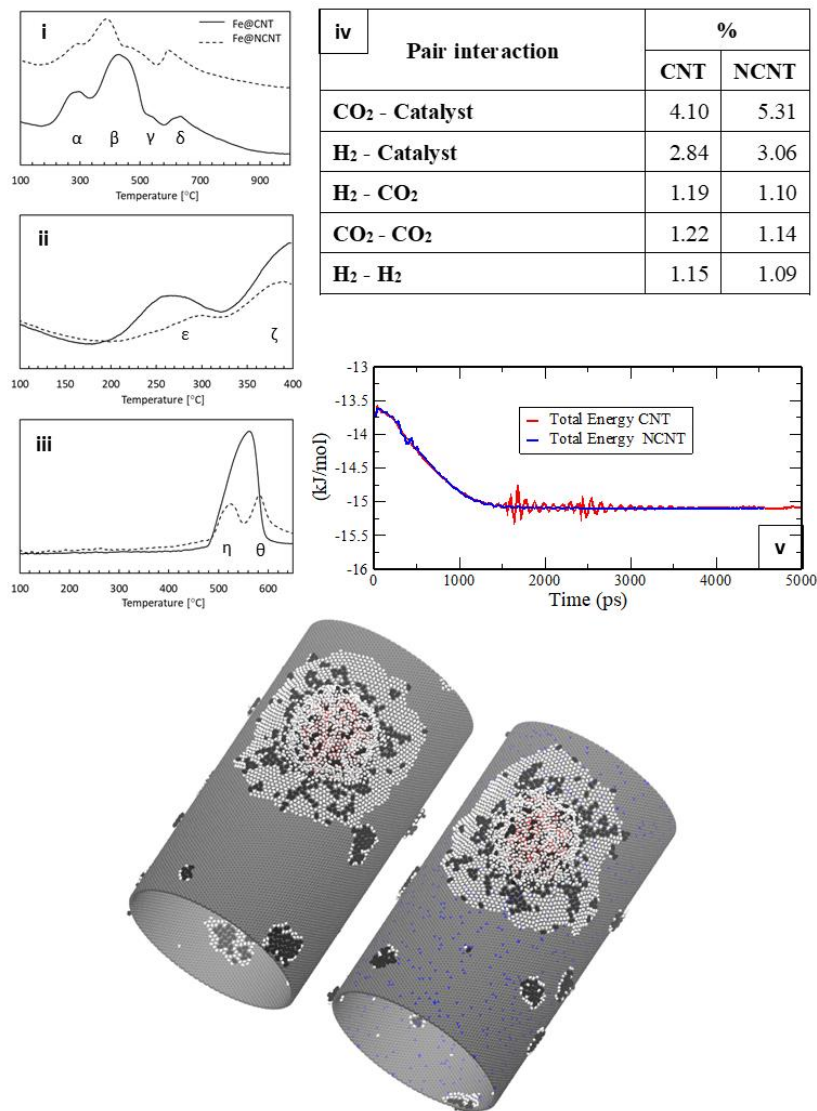 i
Fe@CNT
Fe@NCNT
α β γ δ
100 300 500 700 900
Temperature [°C]
ii
ε ζ
100 150 200 250 300 350 400
Temperature [°C]
iii
η θ
100 200 300 400 500 600
Temperature [°C]
iv
Pair interaction %
CNT NCNT
CO₂ - Catalyst 4.10 5.31
H₂ - Catalyst 2.84 3.06
H₂ - CO₂ 1.19 1.10
CO₂ - CO₂ 1.22 1.14
H₂ - H₂ 1.15 1.09
-13
-13.5
-14
-14.5
-15
-15.5
-16
(kJ/mol)
Total Energy CNT
Total Energy NCNT
v
0 1000 2000 3000 4000 5000
Time (ps)